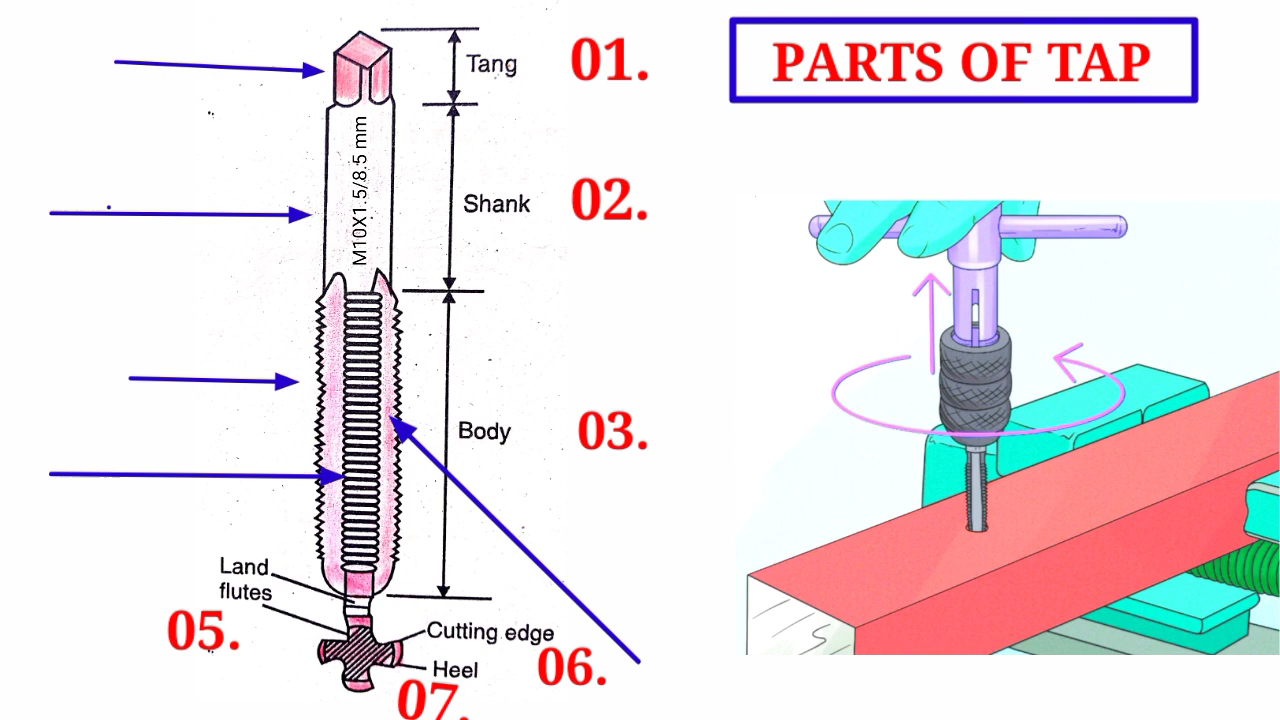 PARTS OF TAP
Tang
01.
M10X1.5/8.5 mm
Shank
02.
Body
03.
Land
flutes
05.
Cutting edge
06.
Heel
07.